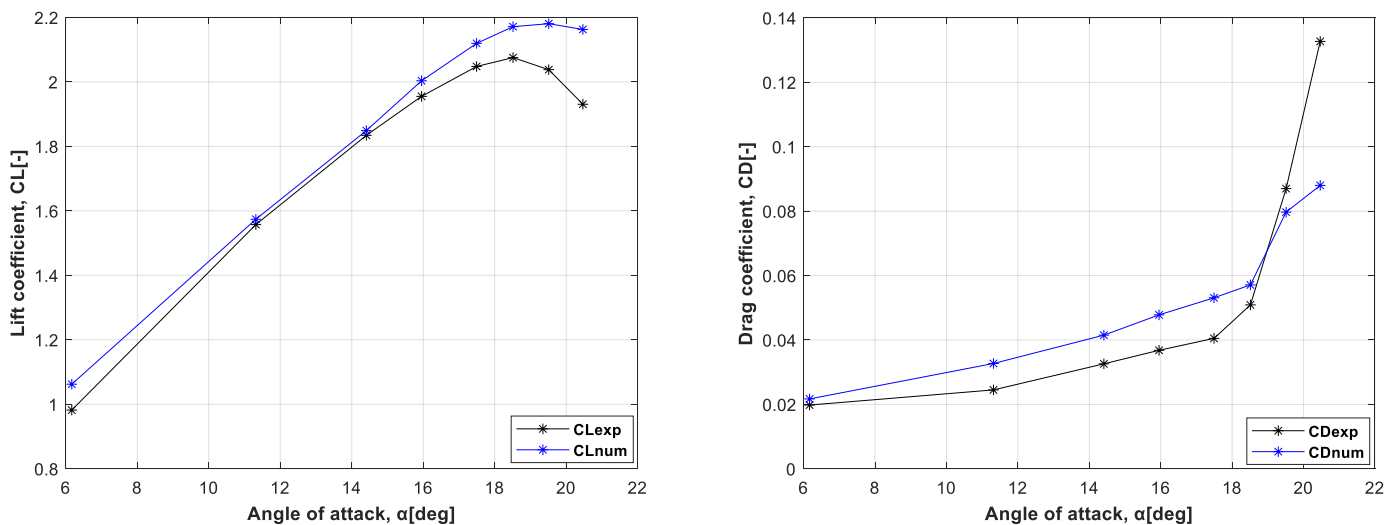 2.2
2
1.8
1.6
1.4
1.2
1
0.8
Lift coefficient, CL[-]
6 8 10 12 14 16 18 20 22
Angle of attack, α[deg]
CLexp
CLnum
0.14
0.12
0.1
0.08
0.06
0.04
0.02
0
Drag coefficient, CD[-]
6 8 10 12 14 16 18 20 22
Angle of attack, α[deg]
CDexp
CDnum